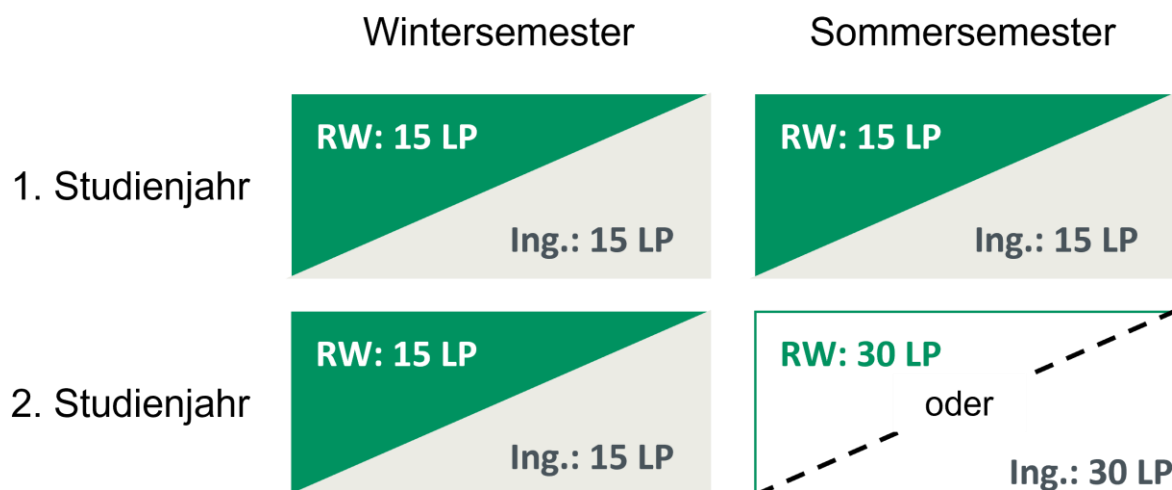 Wintersemester
Sommersemester
1. Studienjahr
RW: 15 LP
Ing.: 15 LP
RW: 15 LP
Ing.: 15 LP
2. Studienjahr
RW: 15 LP
Ing.: 15 LP
RW: 30 LP
oder
Ing.: 30 LP